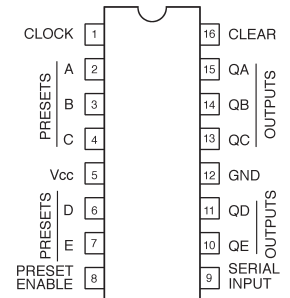 CLOCK 1 16 CLEAR
A 2 15 QA
PRESETS B 3 14 QB OUTPUTS
C 4 13 QC
Vcc 5 12 GND
D 6 11 QD
PRESETS OUTPUTS
E 7 10 QE
PRESET ENABLE 8 9 SERIAL INPUT